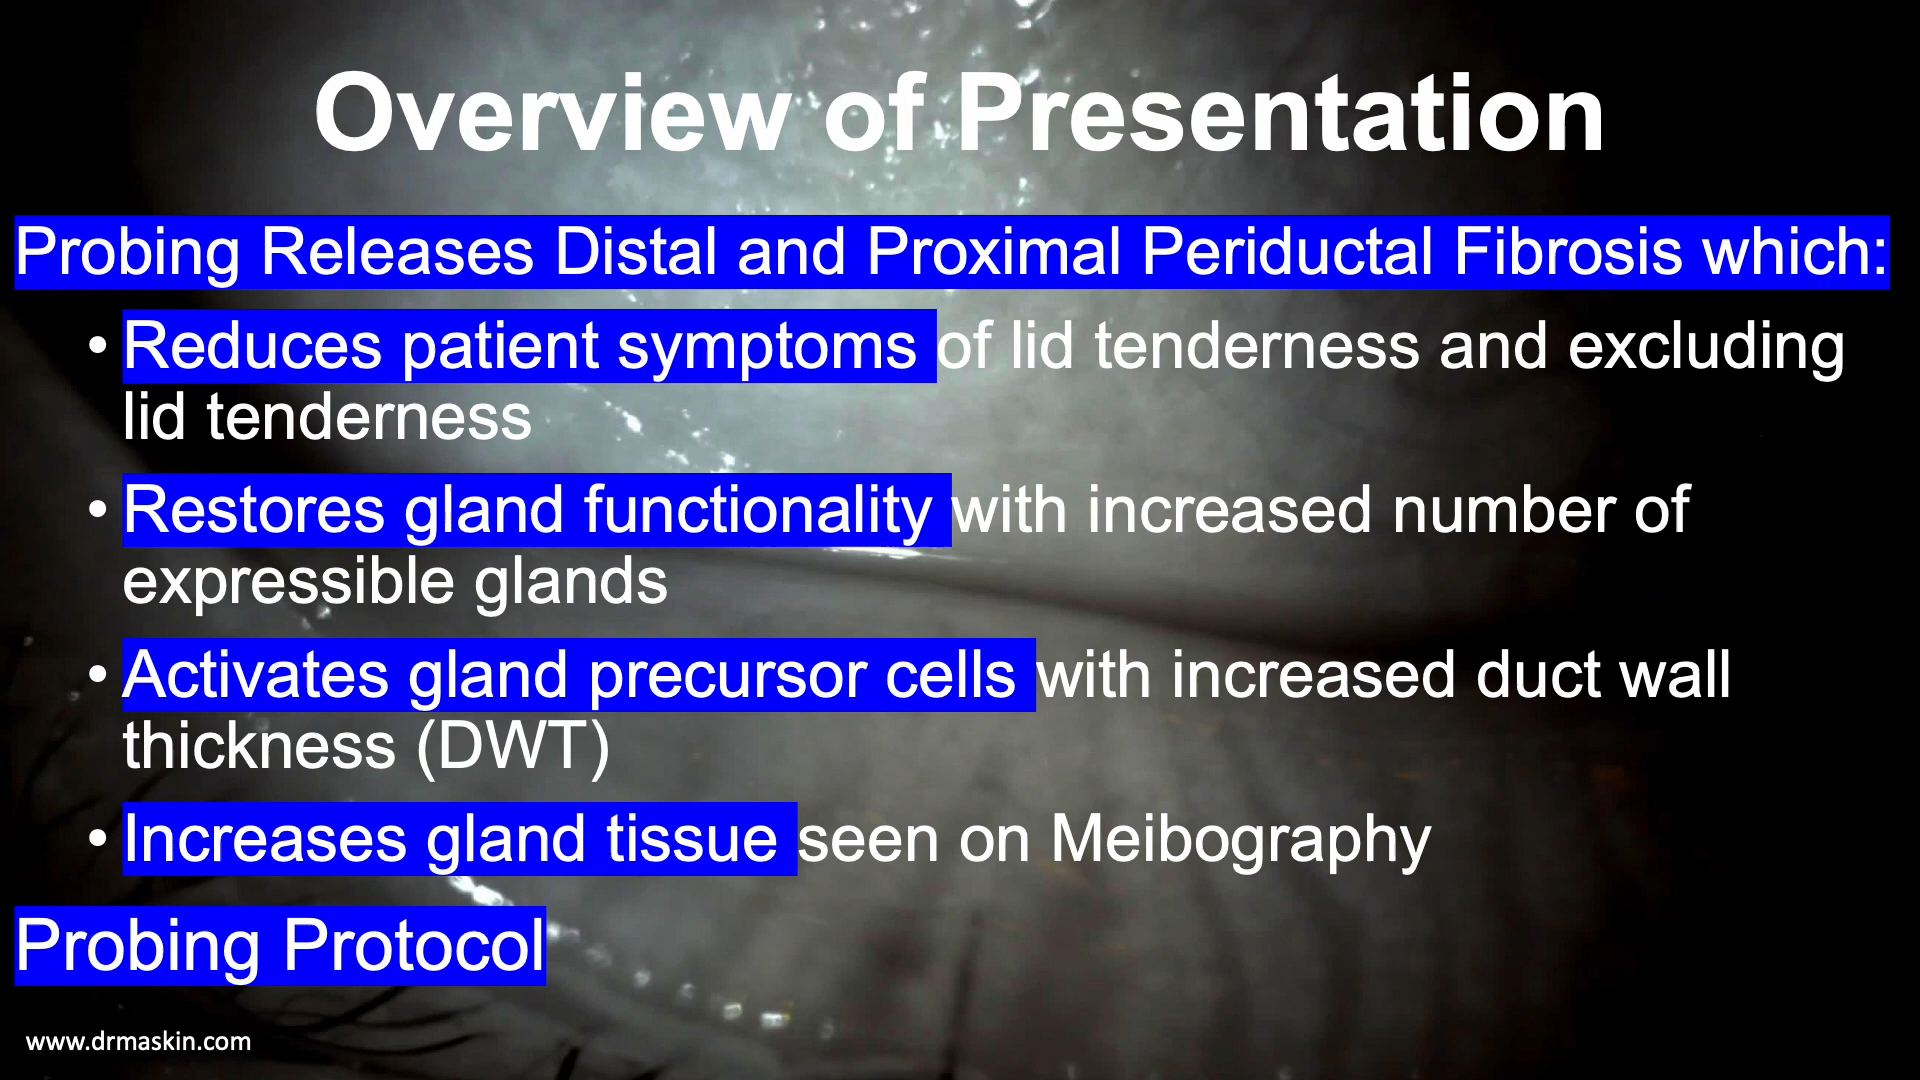 Overview of Presentation
Probing Releases Distal and Proximal Periductal Fibrosis which:
• Reduces patient symptoms of lid tenderness and excluding
lid tenderness
• Restores gland functionality with increased number of
expressible glands
• Activates gland precursor cells with increased duct wall
thickness (DWT)
• Increases gland tissue seen on Meibography
Probing Protocol
www.drmaskin.com